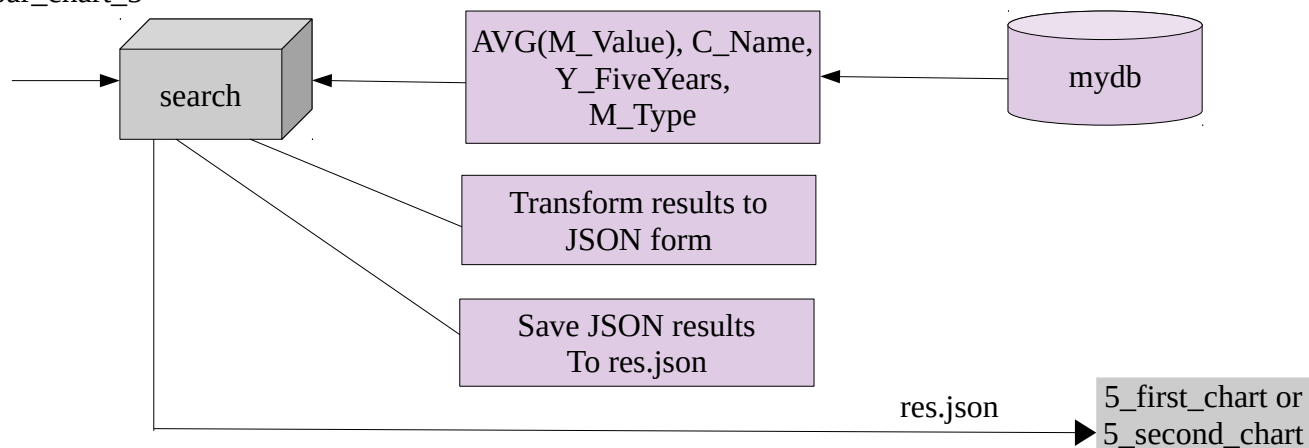 AVG(M_Value), C_Name,
Y_FiveYears,
M_Type
mydb
search
Transform results to
JSON form
Save JSON results
To res.json
res.json
5_first_chart or
5_second_chart